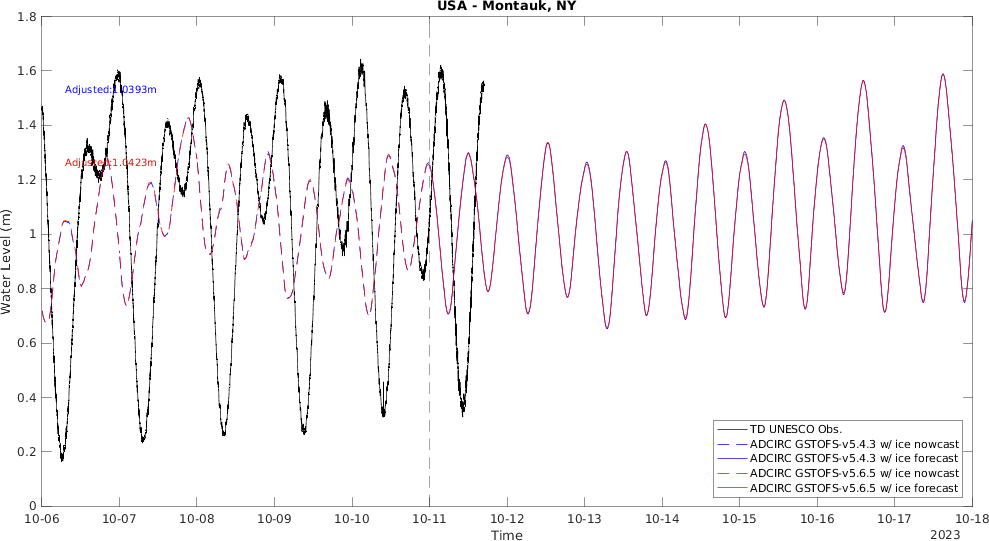 USA - Montauk, NY
1.8
1.6
1.4
1.2
1
0.8
0.6
0.4
0.2
0
Water Level (m)
Adjusted:1.0393m
Adjusted:1.0423m
TD UNESCO Obs.
ADCIRC GSTOFS-v5.4.3 w/ ice nowcast
ADCIRC GSTOFS-v5.4.3 w/ ice forecast
ADCIRC GSTOFS-v5.6.5 w/ ice nowcast
ADCIRC GSTOFS-v5.6.5 w/ ice forecast
10-06 10-07 10-08 10-09 10-10 10-11 10-12 10-13 10-14 10-15 10-16 10-17 10-18
Time
2023